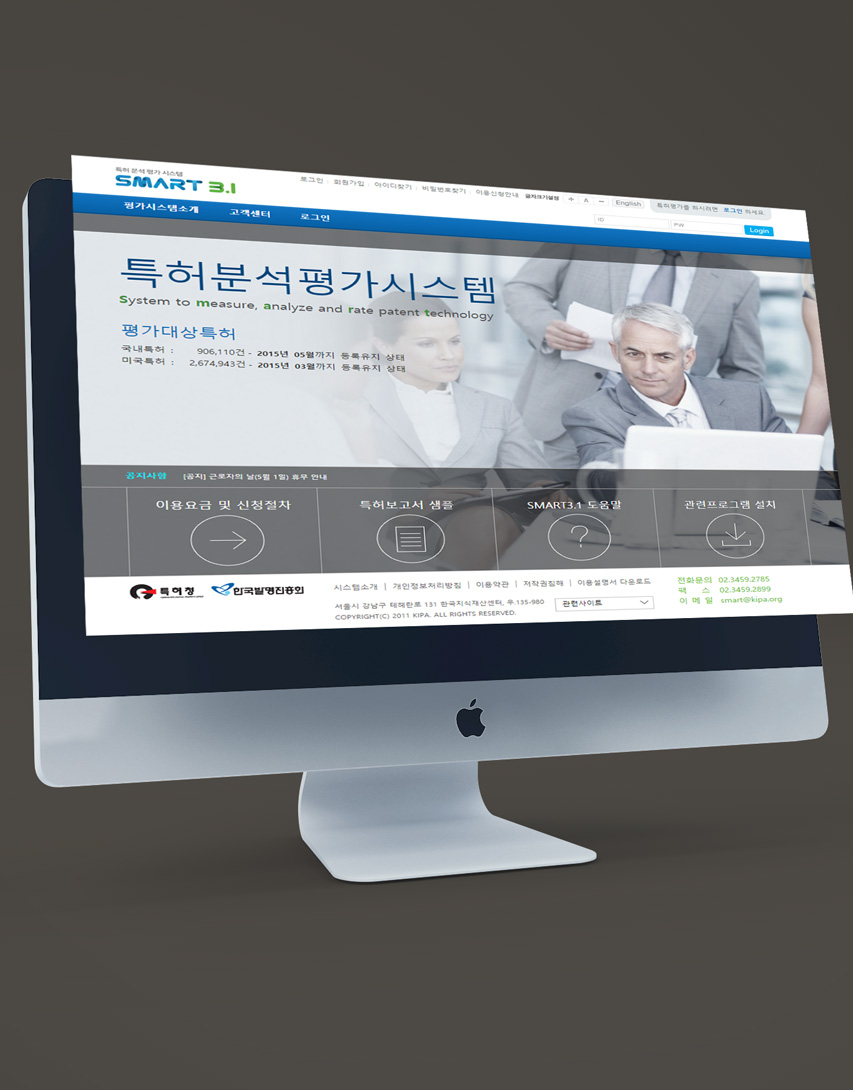 특허 분석 평가 시스템
SMART 3.1
로그인 회원가입 아이디찾기 비밀번호찾기 이용신청안내 글자크기설정 + A - English 특허평가를 하시려면 로그인 하세요
평가시스템소개 고객센터 로그인 ID PW Login
특허분석평가시스템
System to measure, analyze and rate patent technology
평가대상특허
국내특허 : 906,110건 - 2015년 05월까지 등록유지 상태
미국특허 : 2,674,943건 - 2015년 03월까지 등록유지 상태
공지사항 [공지] 근로자의 날(5월 1일) 휴무 안내
이용요금 및 신청절차 특허보고서 샘플 SMART3.1 도움말 관련프로그램 설치
?
특허청 한국발명진흥회
시스템소개 | 개인정보처리방침 | 이용약관 | 저작권침해 | 이용설명서 다운로드
서울시 강남구 테헤란로 131 한국지식재산센터, 우.135-980
COPYRIGHT(C) 2011 KIPA. ALL RIGHTS RESERVED.
관련사이트
전화문의 02.3459.2785
팩 스 02.3459.2899
이 메 일 smart@kipa.org